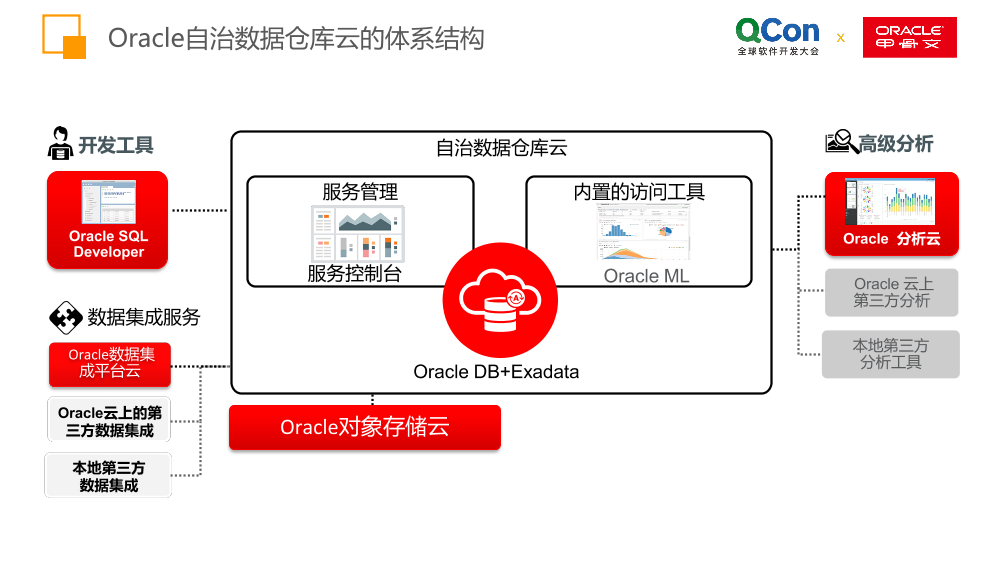 Oracle自治数据仓库云的体系结构
QCon
全球软件开发大会
x
ORACLE
甲骨文
开发工具
Oracle SQL
Developer
数据集成服务
Oracle数据集
成平台云
Oracle云上的第
三方数据集成
本地第三方
数据集成
自治数据仓库云
服务管理
服务控制台
内置的访问工具
Oracle ML
A
Oracle DB+Exadata
Oracle对象存储云
高级分析
Oracle 分析云
Oracle 云上
第三方分析
本地第三方
分析工具